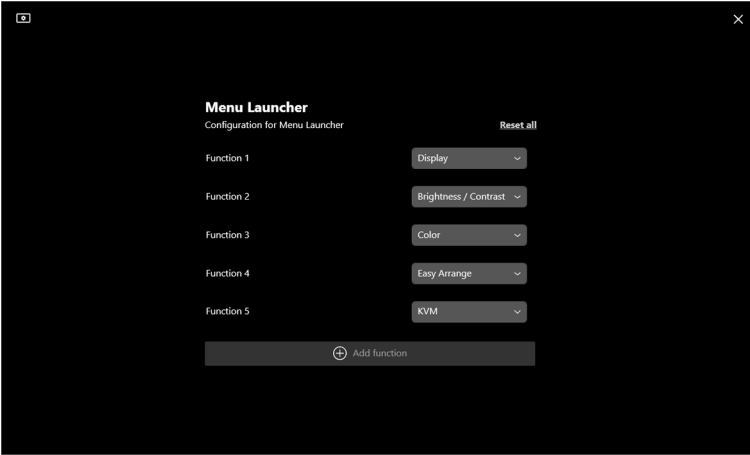 Menu Launcher
Configuration for Menu Launcher Reset all
Function 1 Display
Function 2 Brightness / Contrast
Function 3 Color
Function 4 Easy Arrange
Function 5 KVM
Add function